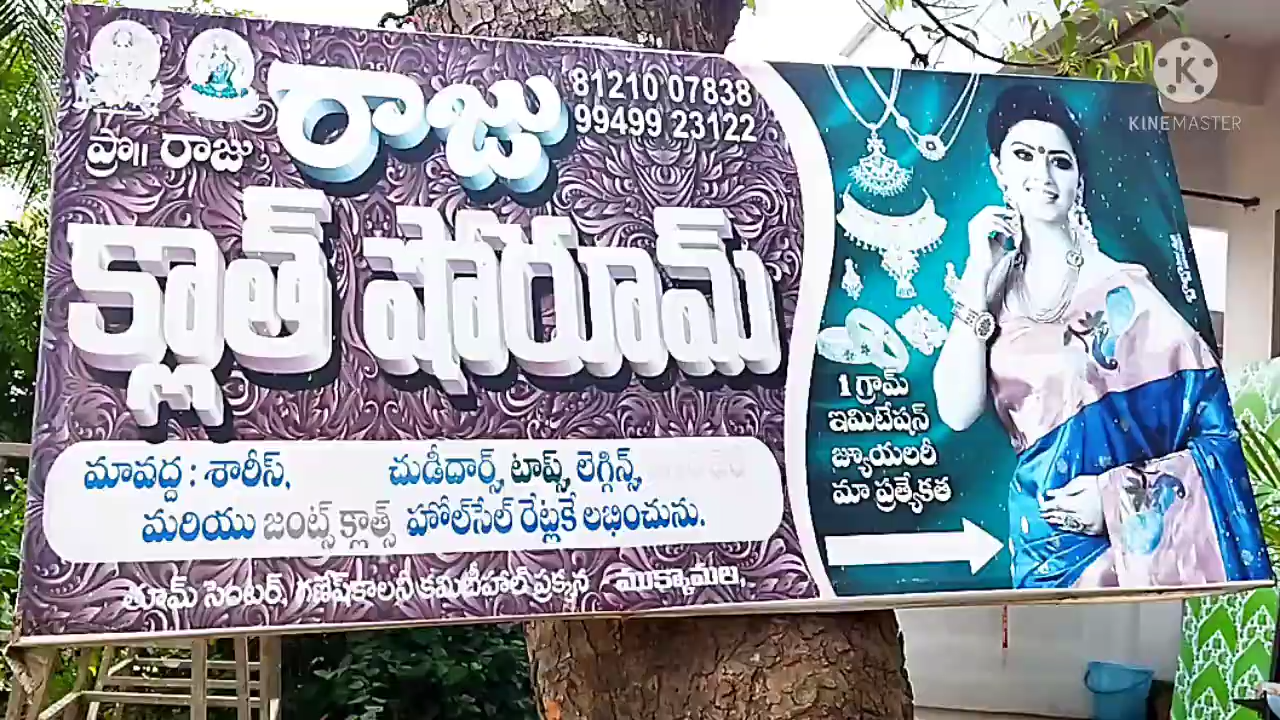 రాజు
81210 07838
99499 23122
ప్రొ॥ రాజు,
క్లాత్ షోరూమ్
మావద్ద : శారీస్, చుడీదార్స్, టాప్స్, లెగ్గిన్స్,
మరియు జంట్స్ క్లాత్స్ హోల్‌సేల్ రేట్లకే లభించును.
సెంటర్, గణేష్‌కాలనీ కమిటీహాల్ ప్రక్కన ముక్కామల,
1 గ్రామ్
ఇమిటేషన్
జ్యూయలరీ
మా ప్రత్యేకత
K
KINEMASTER